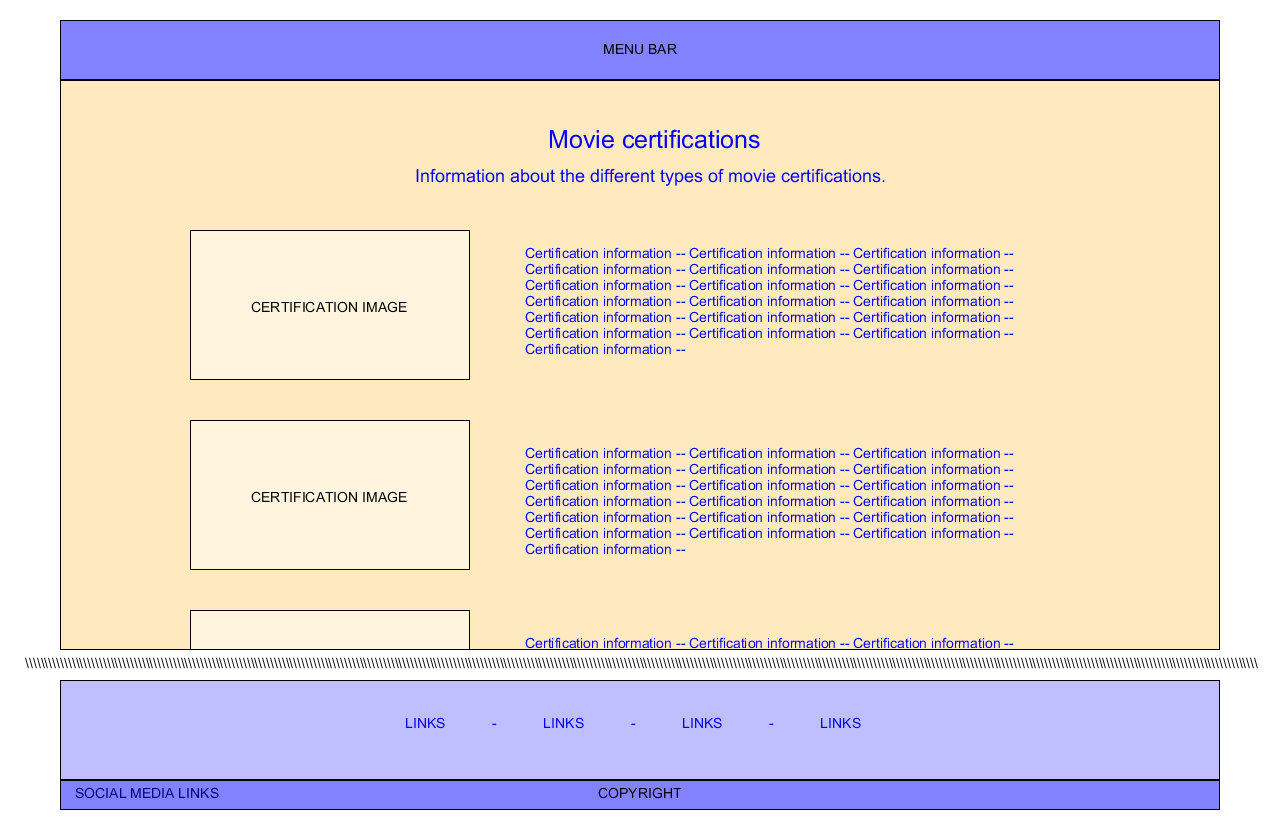 MENU BAR
Movie certifications
Information about the different types of movie certifications.
CERTIFICATION IMAGE
Certification information -- Certification information -- Certification information --
Certification information -- Certification information -- Certification information --
Certification information -- Certification information -- Certification information --
Certification information -- Certification information -- Certification information --
Certification information -- Certification information -- Certification information --
Certification information -- Certification information -- Certification information --
Certification information --
CERTIFICATION IMAGE
Certification information -- Certification information -- Certification information --
Certification information -- Certification information -- Certification information --
Certification information -- Certification information -- Certification information --
Certification information -- Certification information -- Certification information --
Certification information -- Certification information -- Certification information --
Certification information -- Certification information -- Certification information --
Certification information --
Certification information -- Certification information -- Certification information --
LINKS - LINKS - LINKS - LINKS
SOCIAL MEDIA LINKS COPYRIGHT